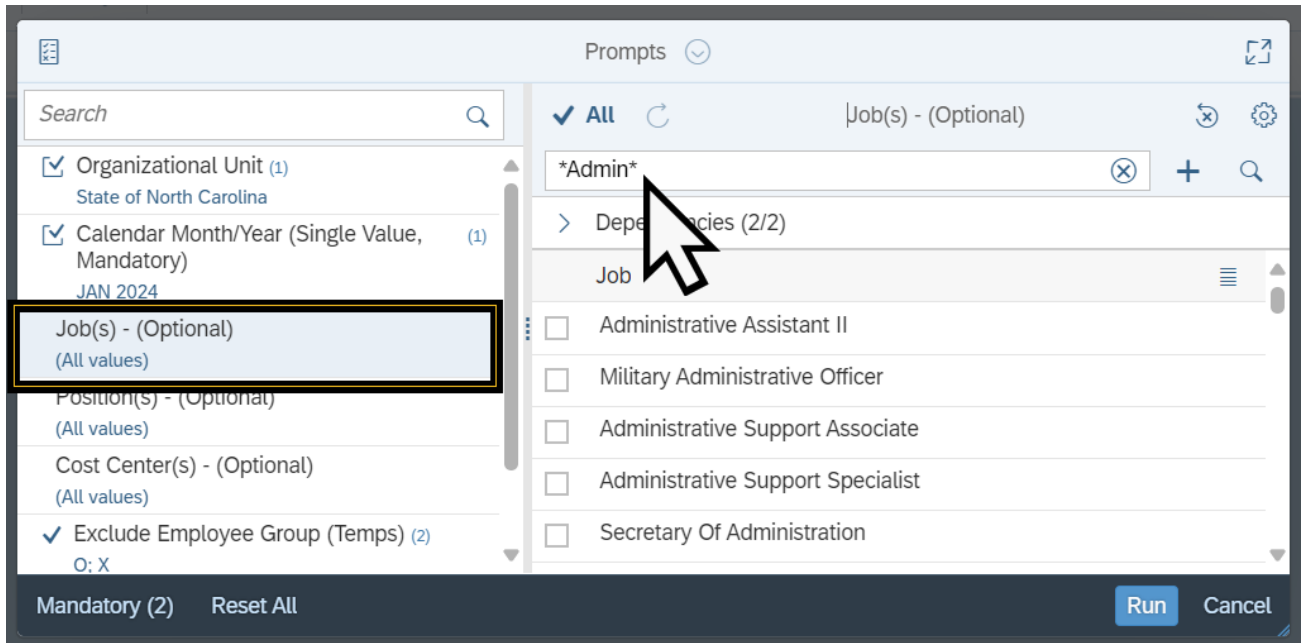 Prompts
Search
Organizational Unit (1)
State of North Carolina
Calendar Month/Year (Single Value, (1)
Mandatory)
JAN 2024
Job(s) - (Optional)
(All values)
Position(s) - (Optional)
(All values)
Cost Center(s) - (Optional)
(All values)
Exclude Employee Group (Temps) (2)
O; X
All
Job(s) - (Optional)
*Admin*
(2/2)
Job
Administrative Assistant II
Military Administrative Officer
Administrative Support Associate
Administrative Support Specialist
Secretary Of Administration
Mandatory (2)
Reset All
Run
Cancel